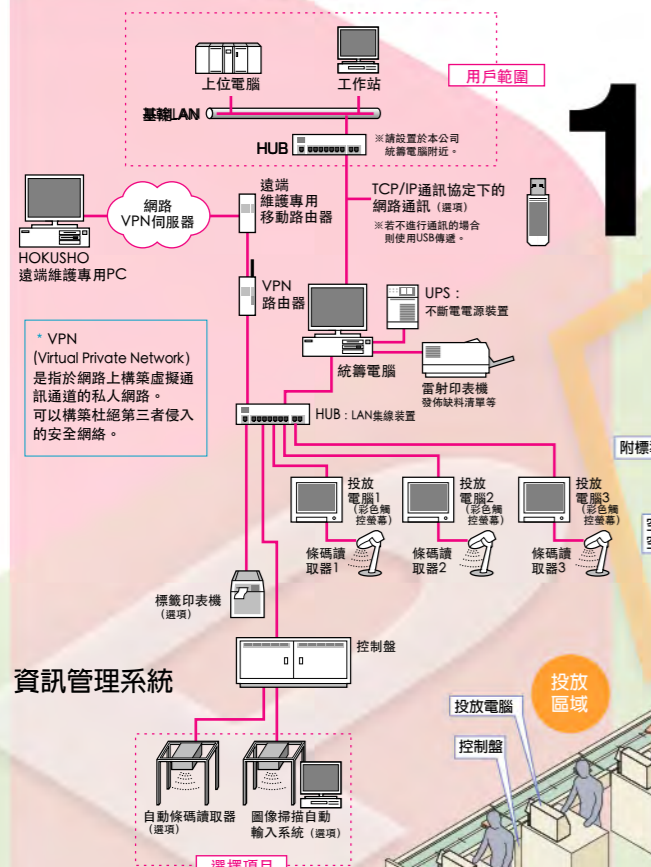 上位電腦
工作站
用戶範圍
基幹LAN
HUB
※請設置於本公司
統籌電腦附近。
1
遠端
維護專用
移動路由器
TCP/IP通訊協定下的
網路通訊（選項）
※若不進行通訊的場合
則使用USB傳遞。
網路
VPN伺服器
HOKUSHO
遠端維護專用PC
VPN
路由器
UPS：
不斷電電源裝置
* VPN
(Virtual Private Network)
是指於網路上構築虛擬通
訊通道的私人網路。
可以構築杜絕第三者侵入
的安全網絡。
統籌電腦
雷射印表機
發佈缺料清單等
HUB：LAN集線装置
附標
投放
電腦1
（彩色觸
控螢幕）
投放
電腦2
（彩色觸
控螢幕）
投放
電腦3
（彩色觸
控螢幕）
條碼讀
取器1
條碼讀
取器2
條碼讀
取器3
標籤印表機
（選項）
控制盤
資訊管理系統
投放
區域
投放電腦
控制盤
自動條碼讀取器
（選項）
圖像掃描自動
輸入系統（選項）
選擇項目